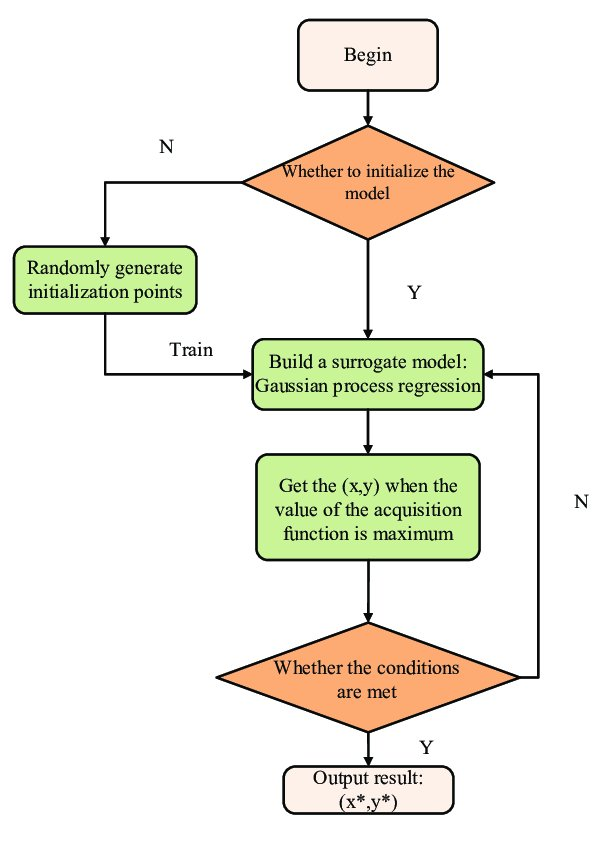 Begin
N
Whether to initialize the
model
Randomly generate
initialization points
Y
Train
Build a surrogate model:
Gaussian process regression
Get the (x,y) when the
value of the acquisition
function is maximum
N
Whether the conditions
are met
Y
Output result:
(x*,y*)